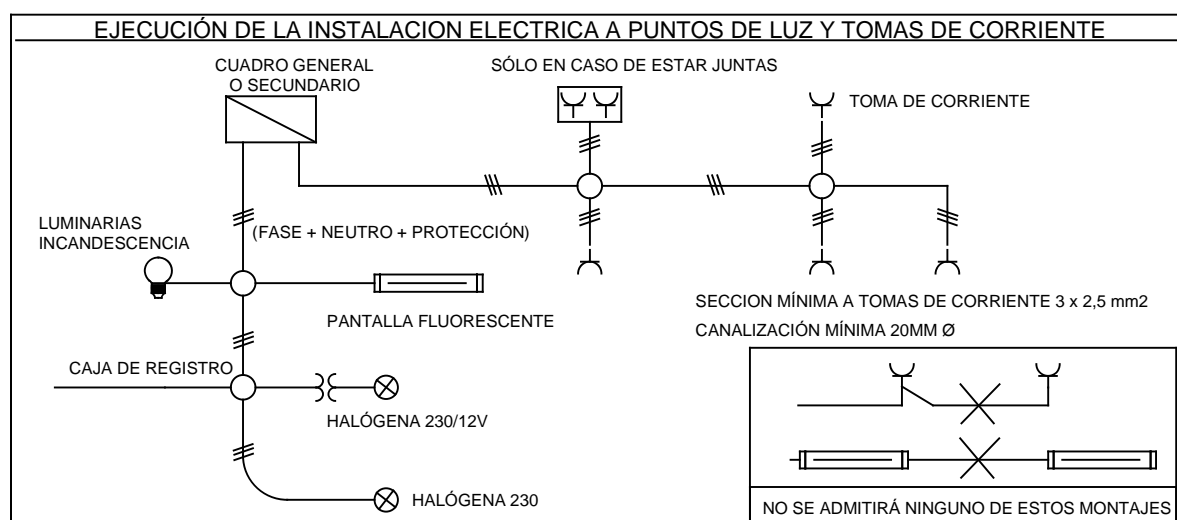 EJECUCIÓN DE LA INSTALACION ELECTRICA A PUNTOS DE LUZ Y TOMAS DE CORRIENTE
CUADRO GENERAL
O SECUNDARIO
SÓLO EN CASO DE ESTAR JUNTAS
TOMA DE CORRIENTE
LUMINARIAS
INCANDESCENCIA
(FASE + NEUTRO + PROTECCIÓN)
PANTALLA FLUORESCENTE
SECCION MÍNIMA A TOMAS DE CORRIENTE 3 x 2,5 mm2
CANALIZACIÓN MÍNIMA 20MM Ø
CAJA DE REGISTRO
HALÓGENA 230/12V
HALÓGENA 230
NO SE ADMITIRÁ NINGUNO DE ESTOS MONTAJES